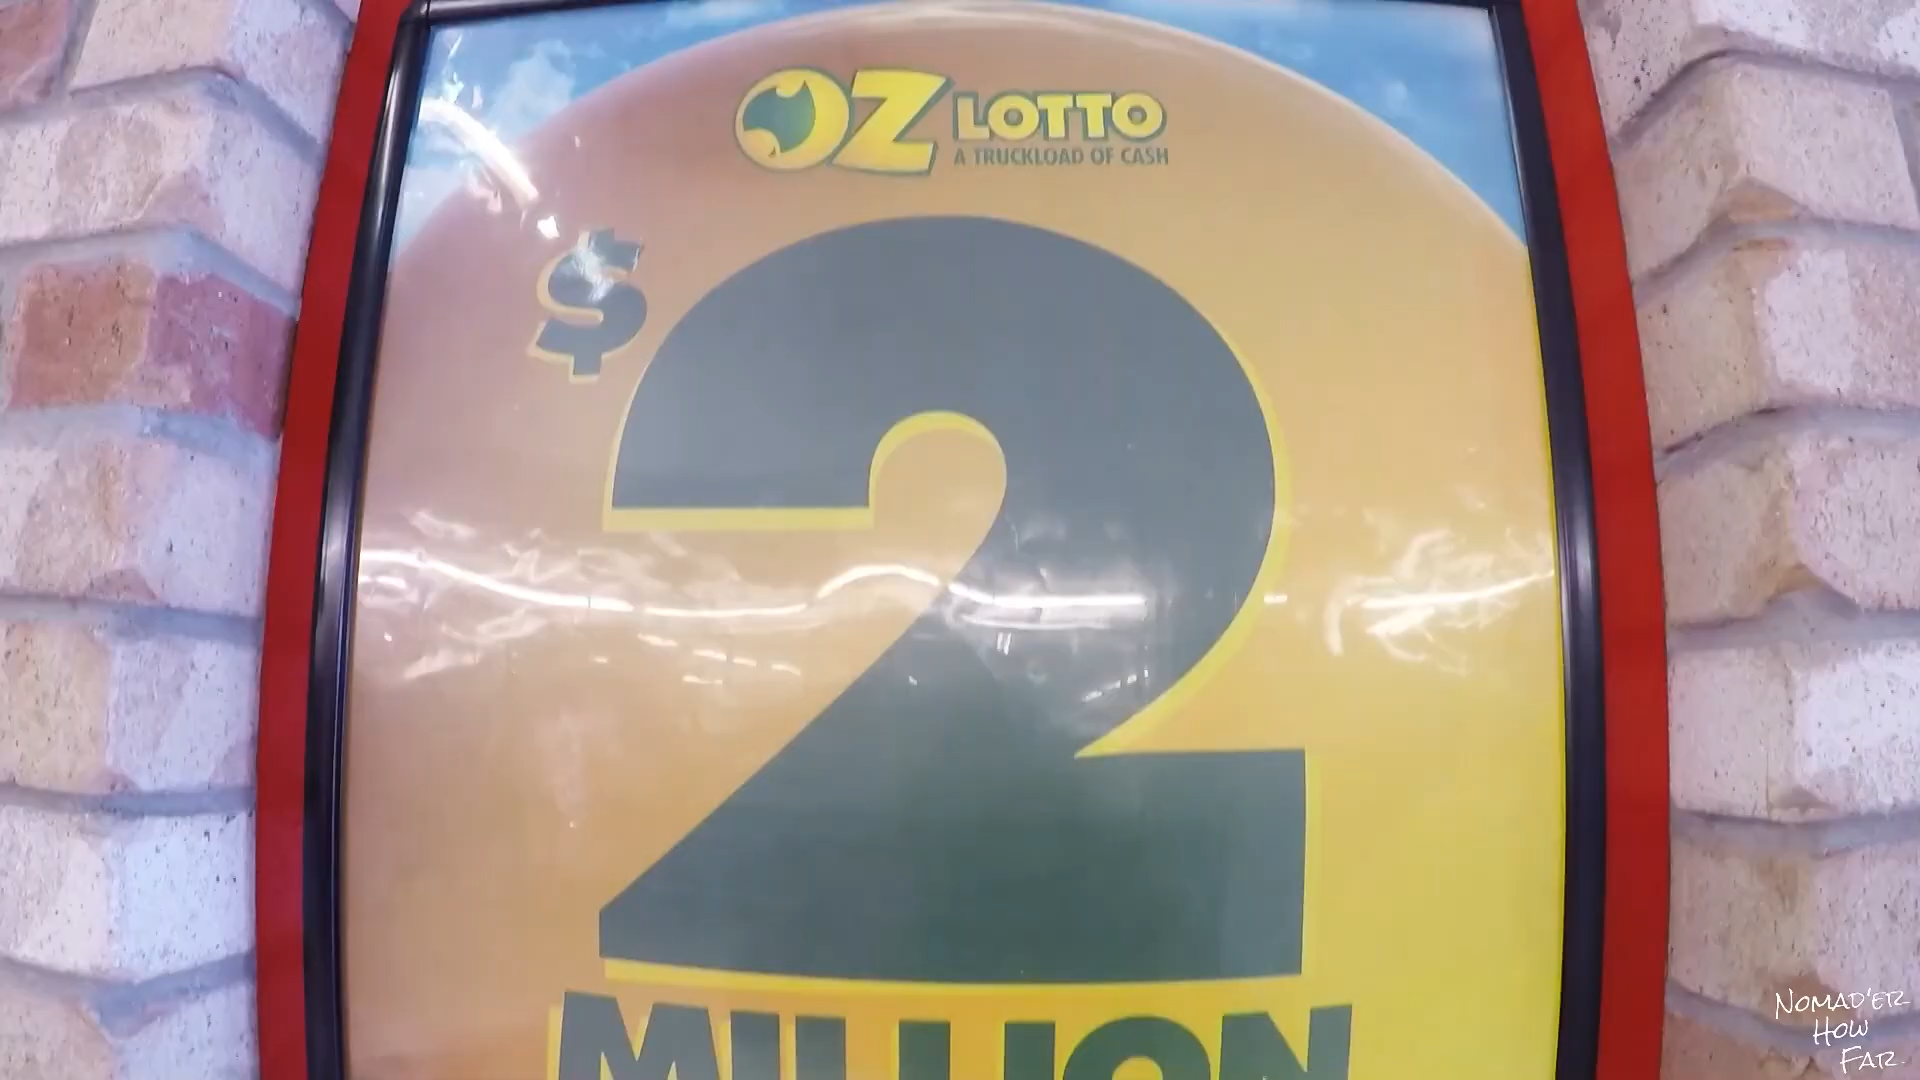 OZ LOTTO
A TRUCKLOAD OF CASH
$2
MILLION
NOMAD'ER
HOW
FAR